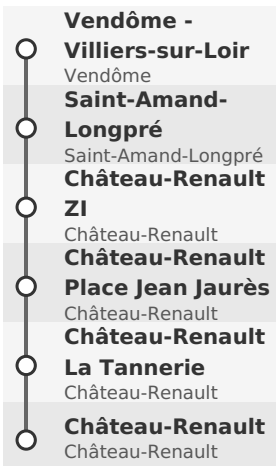 Vendôme -
Villiers-sur-Loir
Vendôme
Saint-Amand-
Longpré
Saint-Amand-Longpré
Château-Renault
ZI
Château-Renault
Château-Renault
Place Jean Jaurès
Château-Renault
Château-Renault
La Tannerie
Château-Renault
Château-Renault
Château-Renault